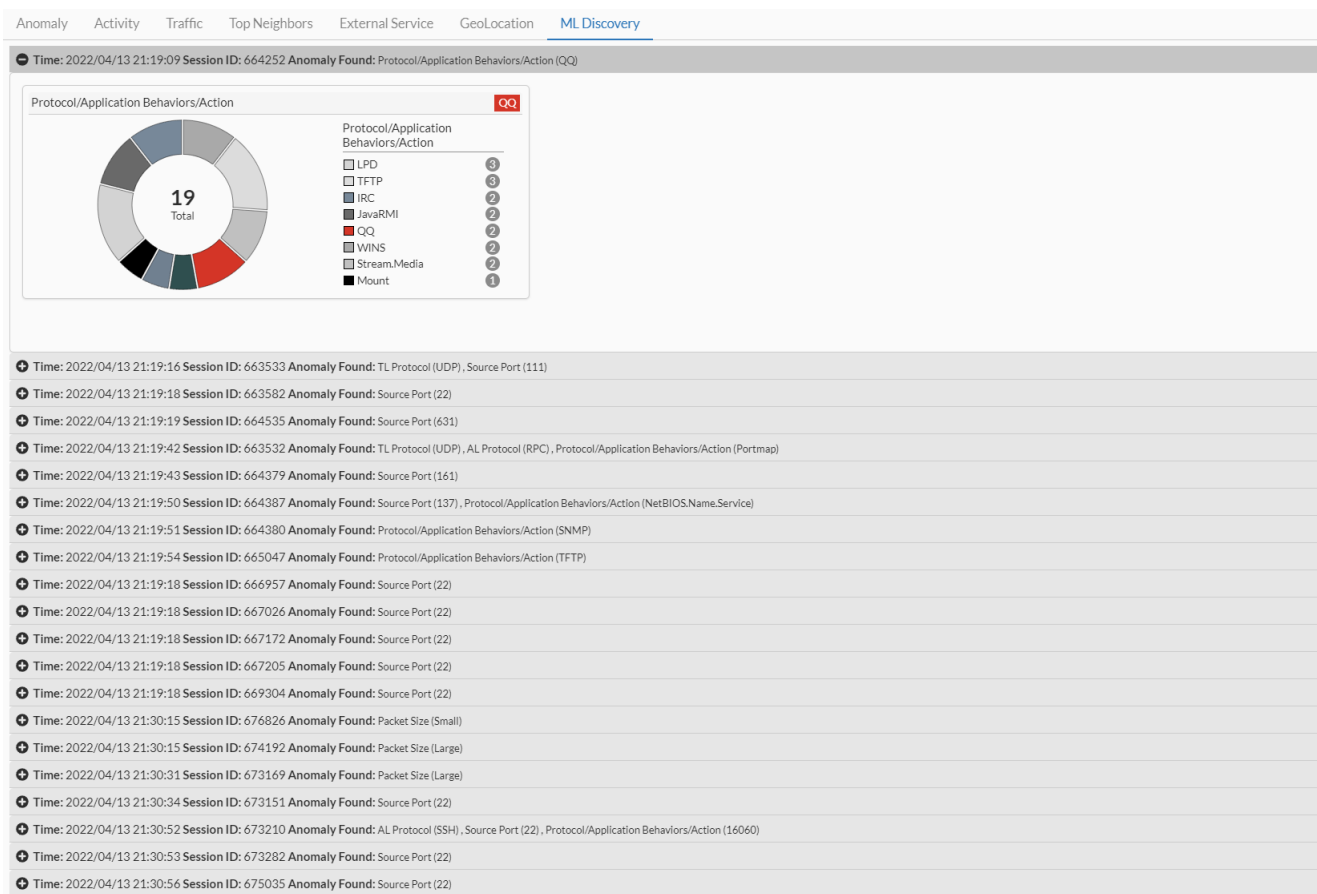 Anomaly Activity Traffic Top Neighbors External Service GeoLocation ML Discovery
Time: 2022/04/13 21:19:09 Session ID: 664252 Anomaly Found: Protocol/Application Behaviors/Action (QQ)
Protocol/Application Behaviors/Action QQ
19
Total
Protocol/Application
Behaviors/Action
LPD 3
TFTP 3
IRC 2
JavaRMI 2
QQ 2
WINS 2
Stream.Media 2
Mount 1
Time: 2022/04/13 21:19:16 Session ID: 663533 Anomaly Found: TL Protocol (UDP) , Source Port (111)
Time: 2022/04/13 21:19:18 Session ID: 663582 Anomaly Found: Source Port (22)
Time: 2022/04/13 21:19:19 Session ID: 664535 Anomaly Found: Source Port (631)
Time: 2022/04/13 21:19:42 Session ID: 663532 Anomaly Found: TL Protocol (UDP) , AL Protocol (RPC) , Protocol/Application Behaviors/Action (Portmap)
Time: 2022/04/13 21:19:43 Session ID: 664379 Anomaly Found: Source Port (161)
Time: 2022/04/13 21:19:50 Session ID: 664387 Anomaly Found: Source Port (137) , Protocol/Application Behaviors/Action (NetBIOS.Name.Service)
Time: 2022/04/13 21:19:51 Session ID: 664380 Anomaly Found: Protocol/Application Behaviors/Action (SNMP)
Time: 2022/04/13 21:19:54 Session ID: 665047 Anomaly Found: Protocol/Application Behaviors/Action (TFTP)
Time: 2022/04/13 21:19:18 Session ID: 666957 Anomaly Found: Source Port (22)
Time: 2022/04/13 21:19:18 Session ID: 667026 Anomaly Found: Source Port (22)
Time: 2022/04/13 21:19:18 Session ID: 667172 Anomaly Found: Source Port (22)
Time: 2022/04/13 21:19:18 Session ID: 667205 Anomaly Found: Source Port (22)
Time: 2022/04/13 21:19:18 Session ID: 669304 Anomaly Found: Source Port (22)
Time: 2022/04/13 21:30:15 Session ID: 676826 Anomaly Found: Packet Size (Small)
Time: 2022/04/13 21:30:15 Session ID: 674192 Anomaly Found: Packet Size (Large)
Time: 2022/04/13 21:30:31 Session ID: 673169 Anomaly Found: Packet Size (Large)
Time: 2022/04/13 21:30:34 Session ID: 673151 Anomaly Found: Source Port (22)
Time: 2022/04/13 21:30:52 Session ID: 673210 Anomaly Found: AL Protocol (SSH) , Source Port (22) , Protocol/Application Behaviors/Action (16060)
Time: 2022/04/13 21:30:53 Session ID: 673282 Anomaly Found: Source Port (22)
Time: 2022/04/13 21:30:56 Session ID: 675035 Anomaly Found: Source Port (22)